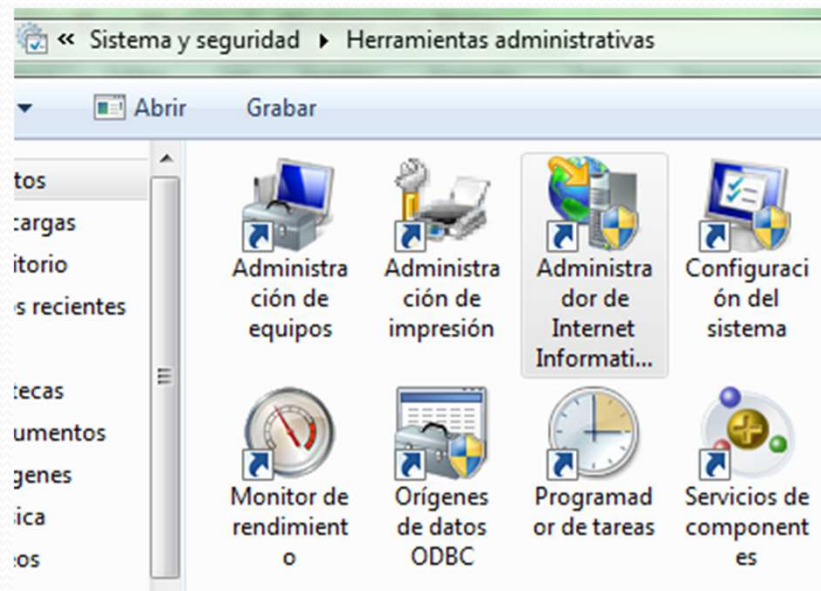 « Sistema y seguridad ▸ Herramientas administrativas
Abrir Grabar
tos
cargas
itorio
s recientes
tecas
umentos
genes
ica
eos
Administra
ción de
equipos
Administra
ción de
impresión
Administra
dor de
Internet
Informati...
Configuraci
ón del
sistema
Monitor de
rendimient
o
Orígenes
de datos
ODBC
Programad
or de tareas
Servicios de
component
es